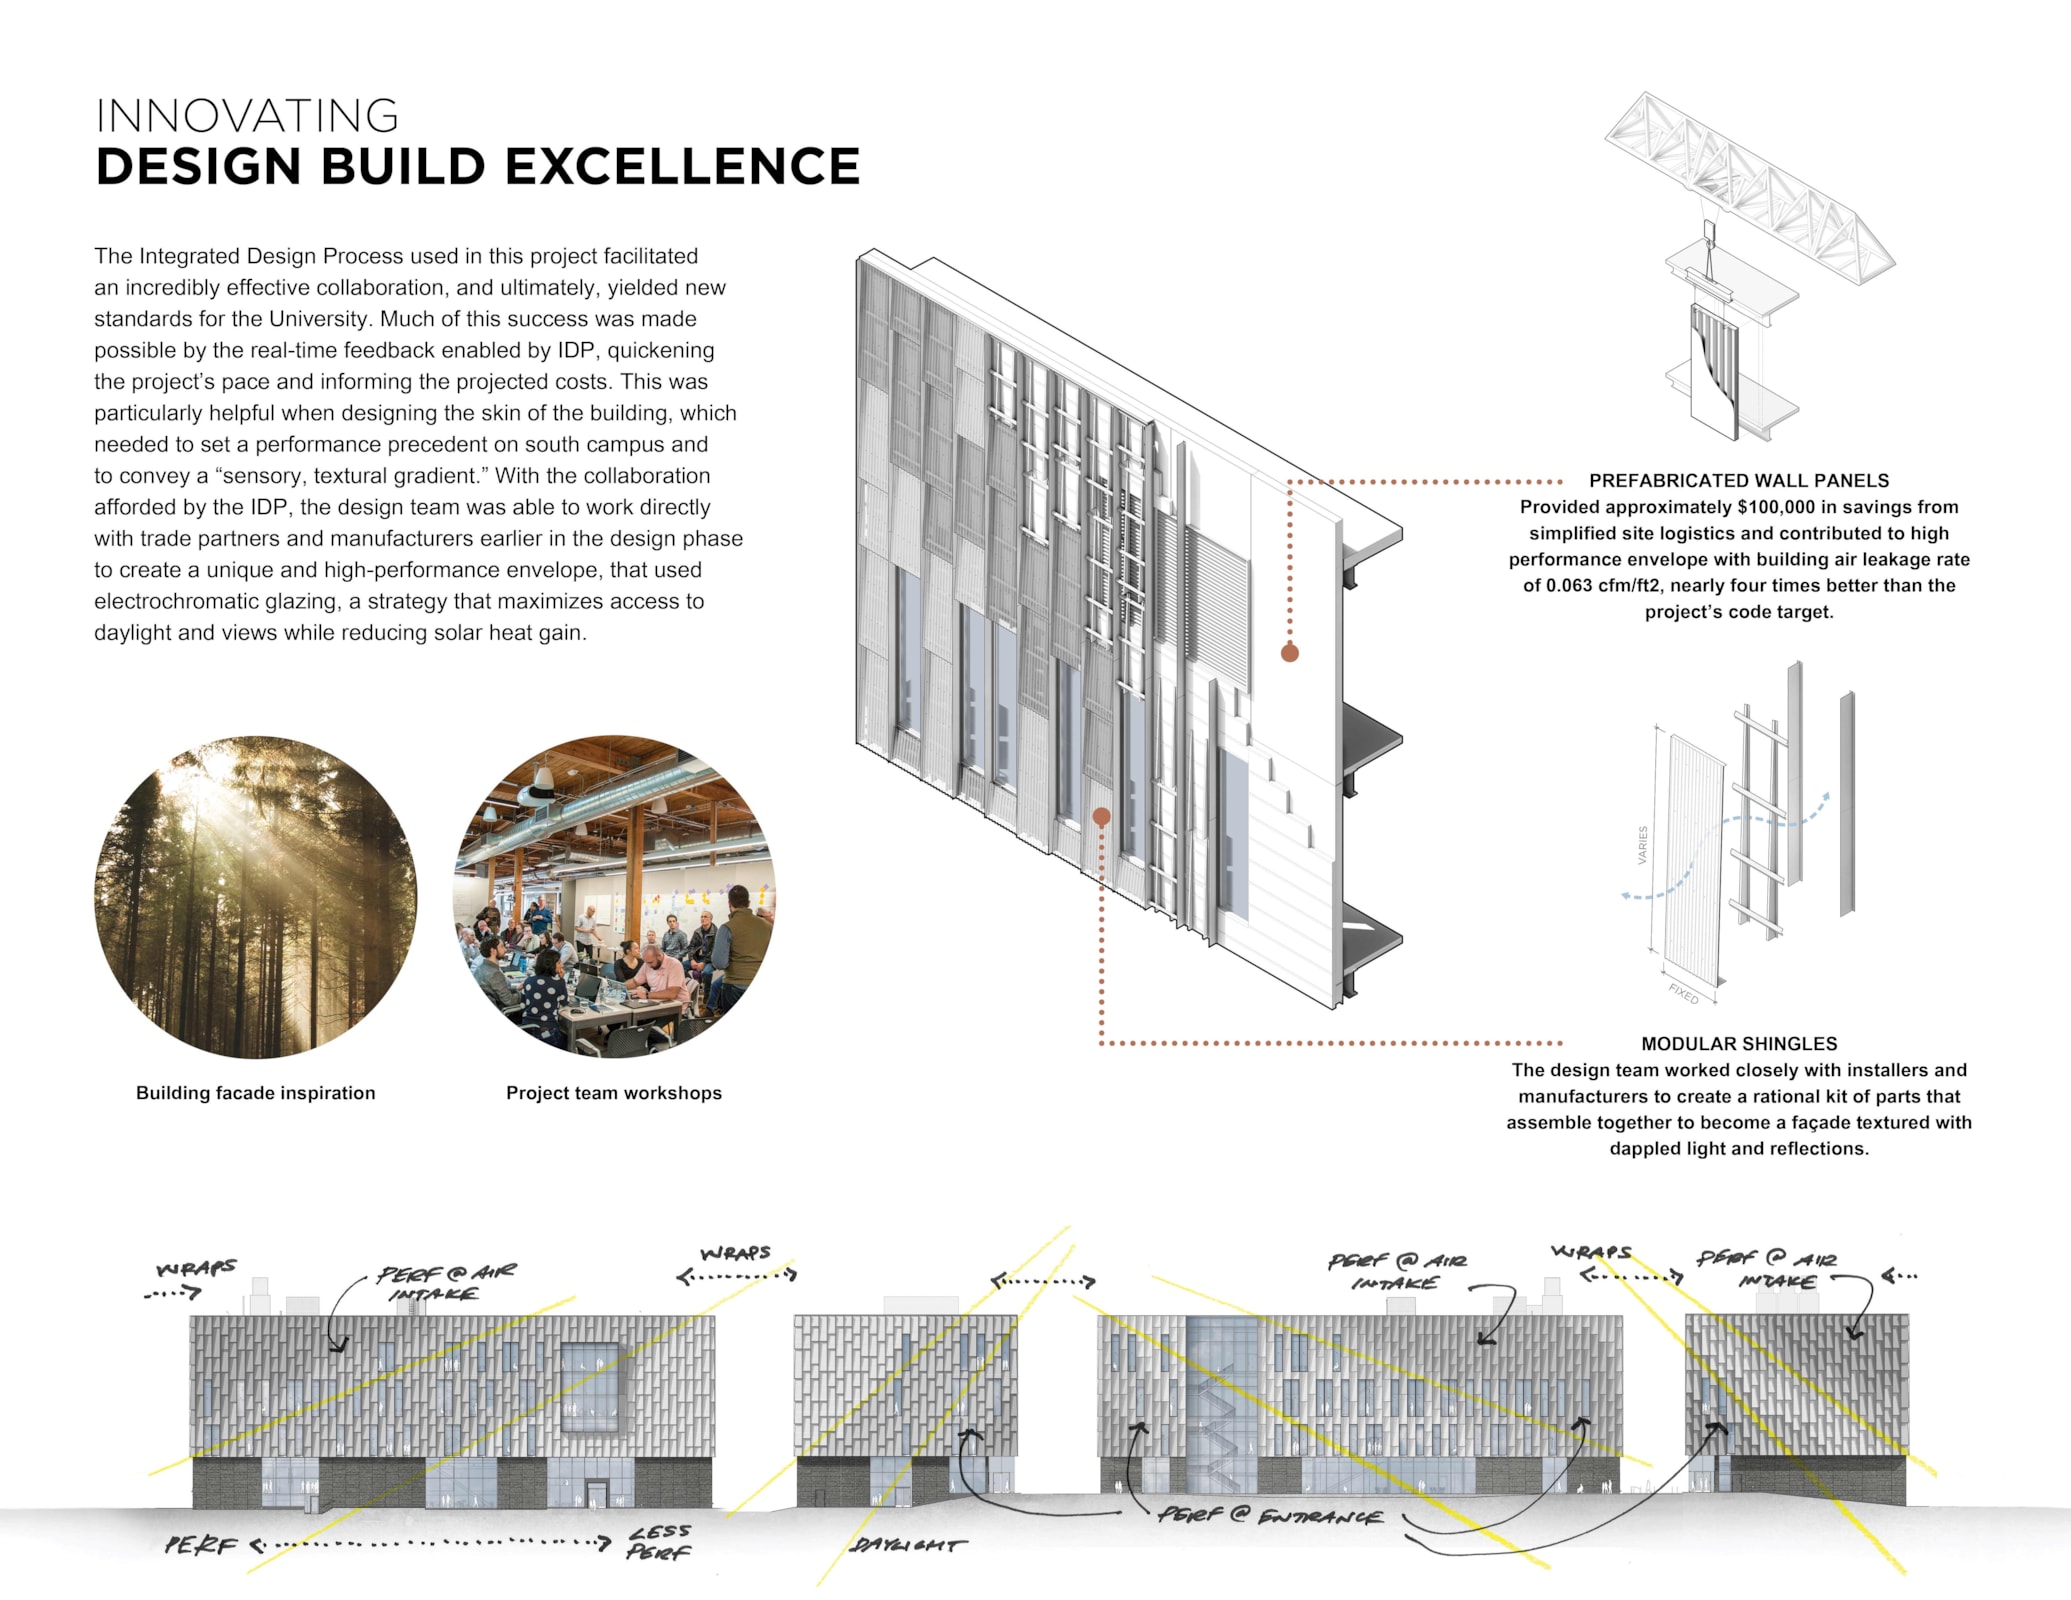 INNOVATING
DESIGN BUILD EXCELLENCE
The Integrated Design Process used in this project facilitated
an incredibly effective collaboration, and ultimately, yielded new
standards for the University. Much of this success was made
possible by the real-time feedback enabled by IDP, quickening
the project’s pace and informing the projected costs. This was
particularly helpful when designing the skin of the building, which
needed to set a performance precedent on south campus and
to convey a “sensory, textural gradient.” With the collaboration
afforded by the IDP, the design team was able to work directly
with trade partners and manufacturers earlier in the design phase
to create a unique and high-performance envelope, that used
electrochromatic glazing, a strategy that maximizes access to
daylight and views while reducing solar heat gain.
Building facade inspiration
Project team workshops
PREFABRICATED WALL PANELS
Provided approximately $100,000 in savings from
simplified site logistics and contributed to high
performance envelope with building air leakage rate
of 0.063 cfm/ft2, nearly four times better than the
project’s code target.
VARIES
FIXED
MODULAR SHINGLES
The design team worked closely with installers and
manufacturers to create a rational kit of parts that
assemble together to become a façade textured with
dappled light and reflections.
WRAPS
PERF @ AIR
INTAKE
WRAPS
PERF @ AIR
INTAKE
WRAPS
PERF @ AIR
INTAKE
PERF
LESS
PERF
DAYLIGHT
PERF @ ENTRANCE